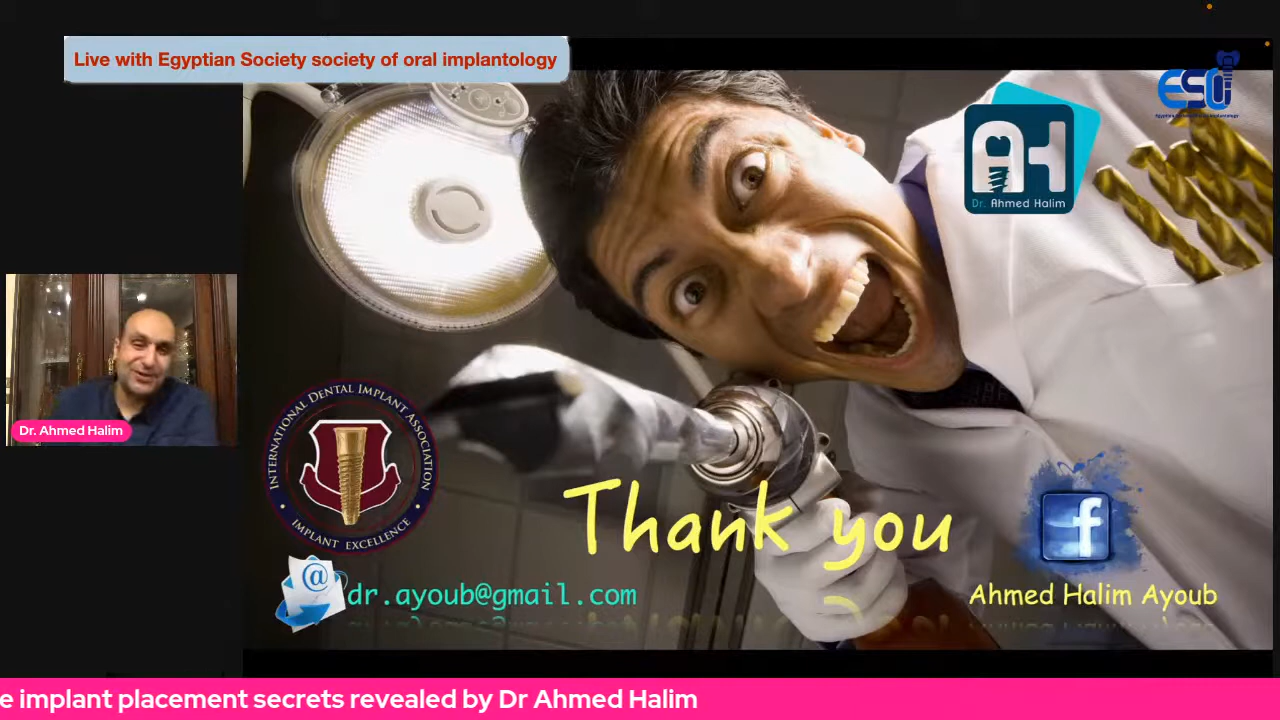 Live with Egyptian Society society of oral implantology
ESOI
AH
Dr. Ahmed Halim
Dr. Ahmed Halim
INTERNATIONAL DENTAL IMPLANT ASSOCIATION
IMPLANT EXCELLENCE
Thank you
f
@
dr.ayoub@gmail.com
Ahmed Halim Ayoub
e implant placement secrets revealed by Dr Ahmed Halim